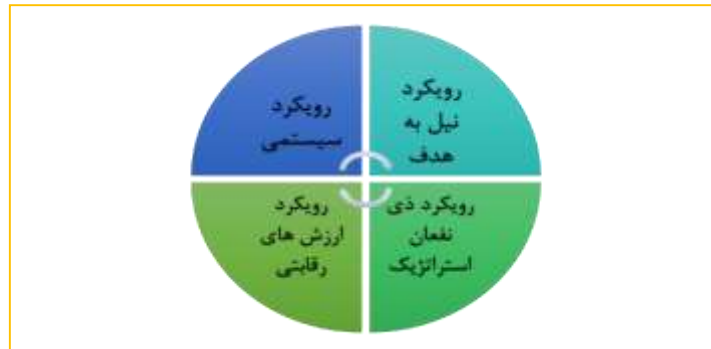 رویکرد
نیل به
هدف
رویکرد
سیستمی
رویکرد ذی
نفعان
استراتژیک
رویکرد
ارزش های
رقابتی